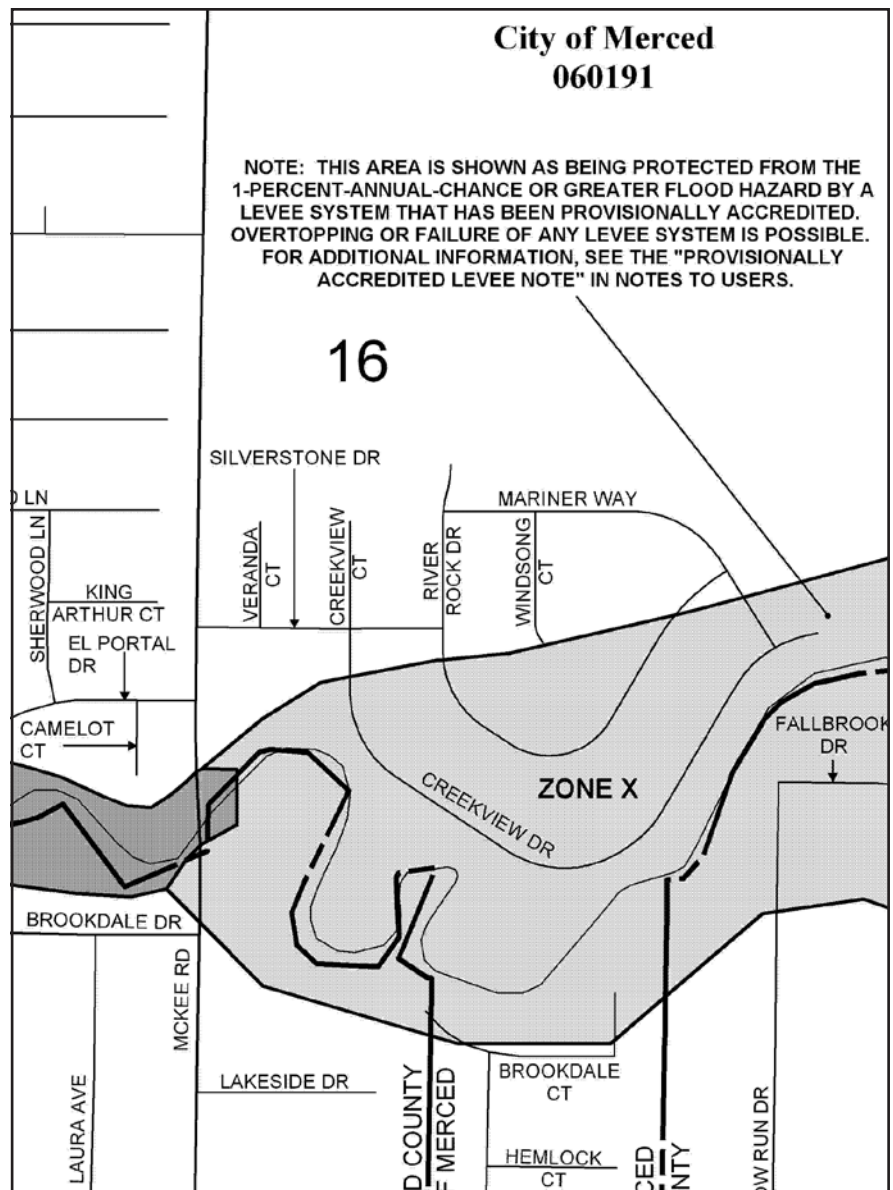 City of Merced
060191
NOTE: THIS AREA IS SHOWN AS BEING PROTECTED FROM THE
1-PERCENT-ANNUAL-CHANCE OR GREATER FLOOD HAZARD BY A
LEVEE SYSTEM THAT HAS BEEN PROVISIONALLY ACCREDITED.
OVERTOPPING OR FAILURE OF ANY LEVEE SYSTEM IS POSSIBLE.
FOR ADDITIONAL INFORMATION, SEE THE "PROVISIONALLY
ACCREDITED LEVEE NOTE" IN NOTES TO USERS.
16
SILVERSTONE DR
LN
MARINER WAY
SHERWOOD LN
VERANDA
CT
CREEKVIEW
CT
RIVER
ROCK DR
WINDSONG
CT
KING
ARTHUR CT
EL PORTAL
DR
CAMELOT
CT
FALLBROOK
DR
ZONE X
CREEKVIEW DR
BROOKDALE DR
MCKEE RD
LAURA AVE
LAKESIDE DR
D COUNTY
F MERCED
BROOKDALE
CT
HEMLOCK
CT
CED
NTY
OW RUN DR